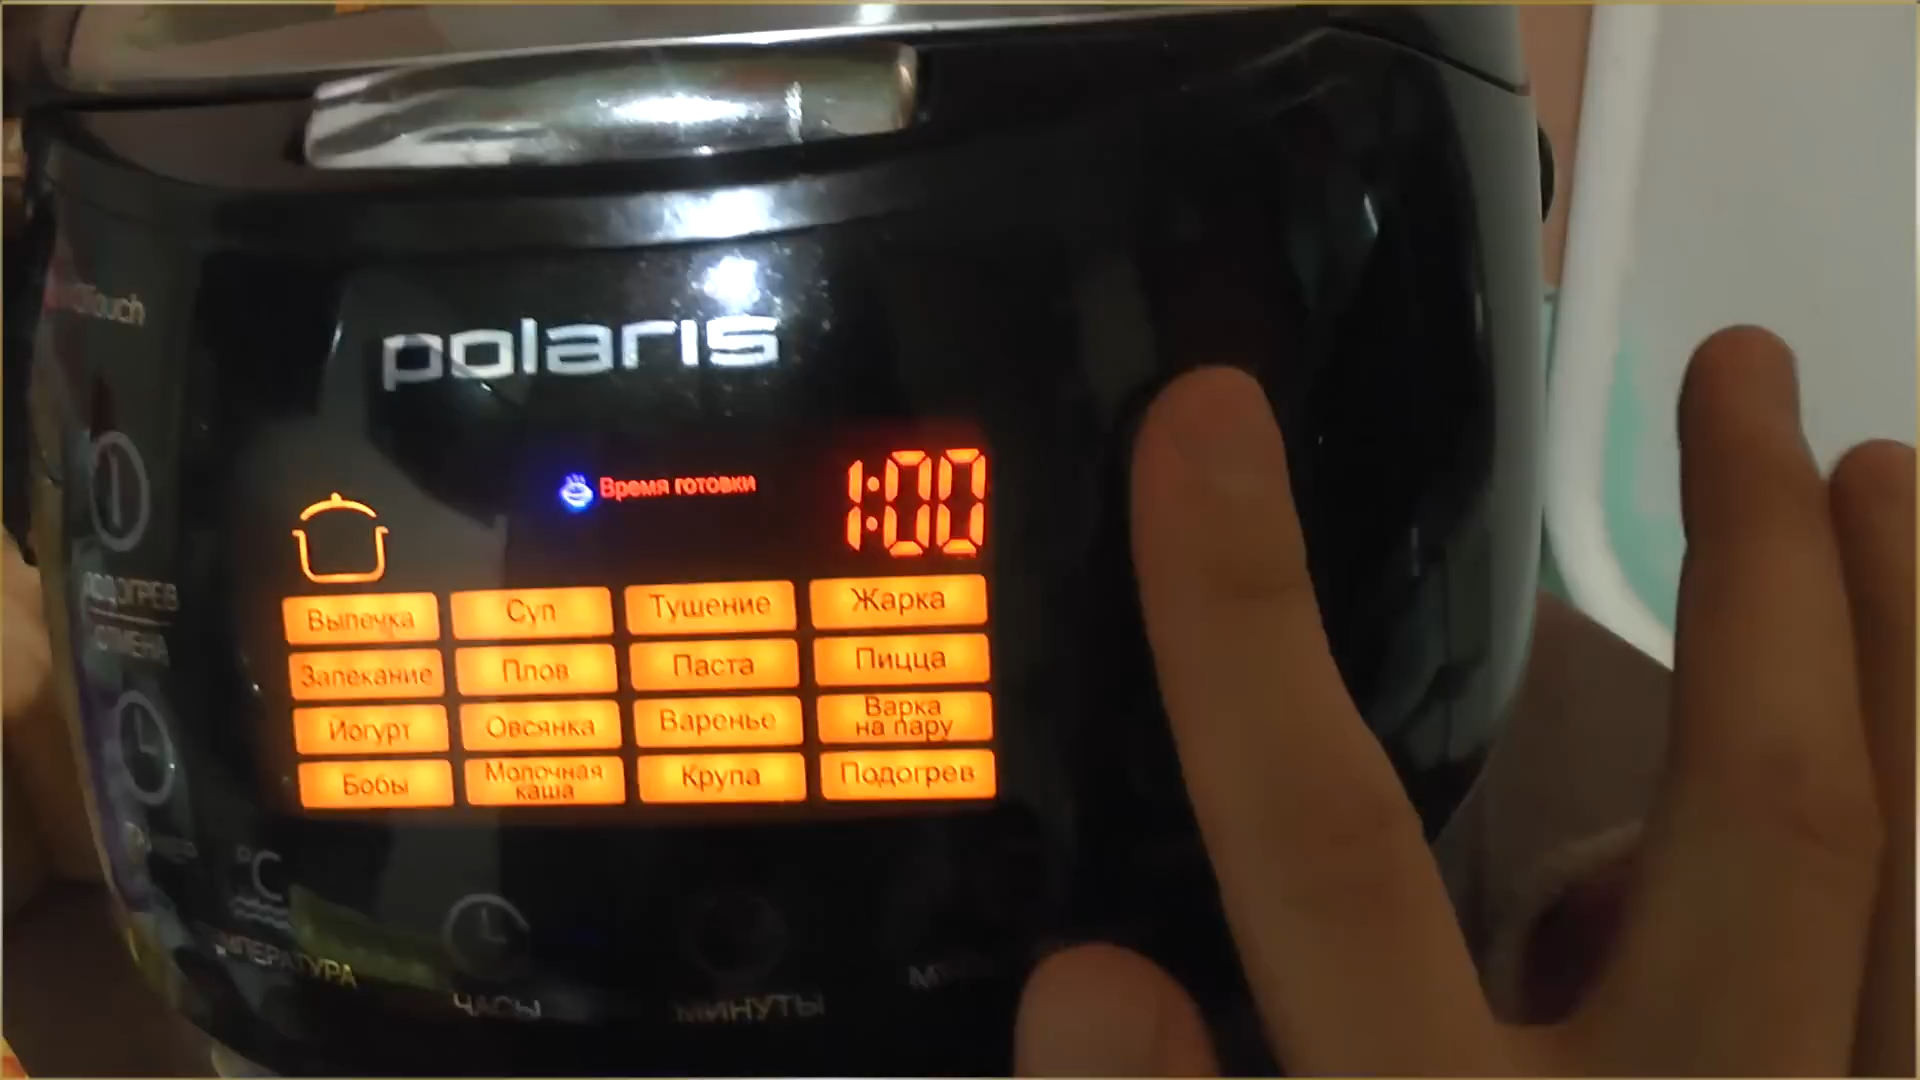 polaris
Время готовки
1:00
Выпечка
Суп
Тушение
Жарка
Запекание
Плов
Паста
Пицца
Йогурт
Овсянка
Варенье
Варка
на пару
Бобы
Молочная
каша
Крупа
Подогрев
°C
ЧАСЫ
МИНУТЫ